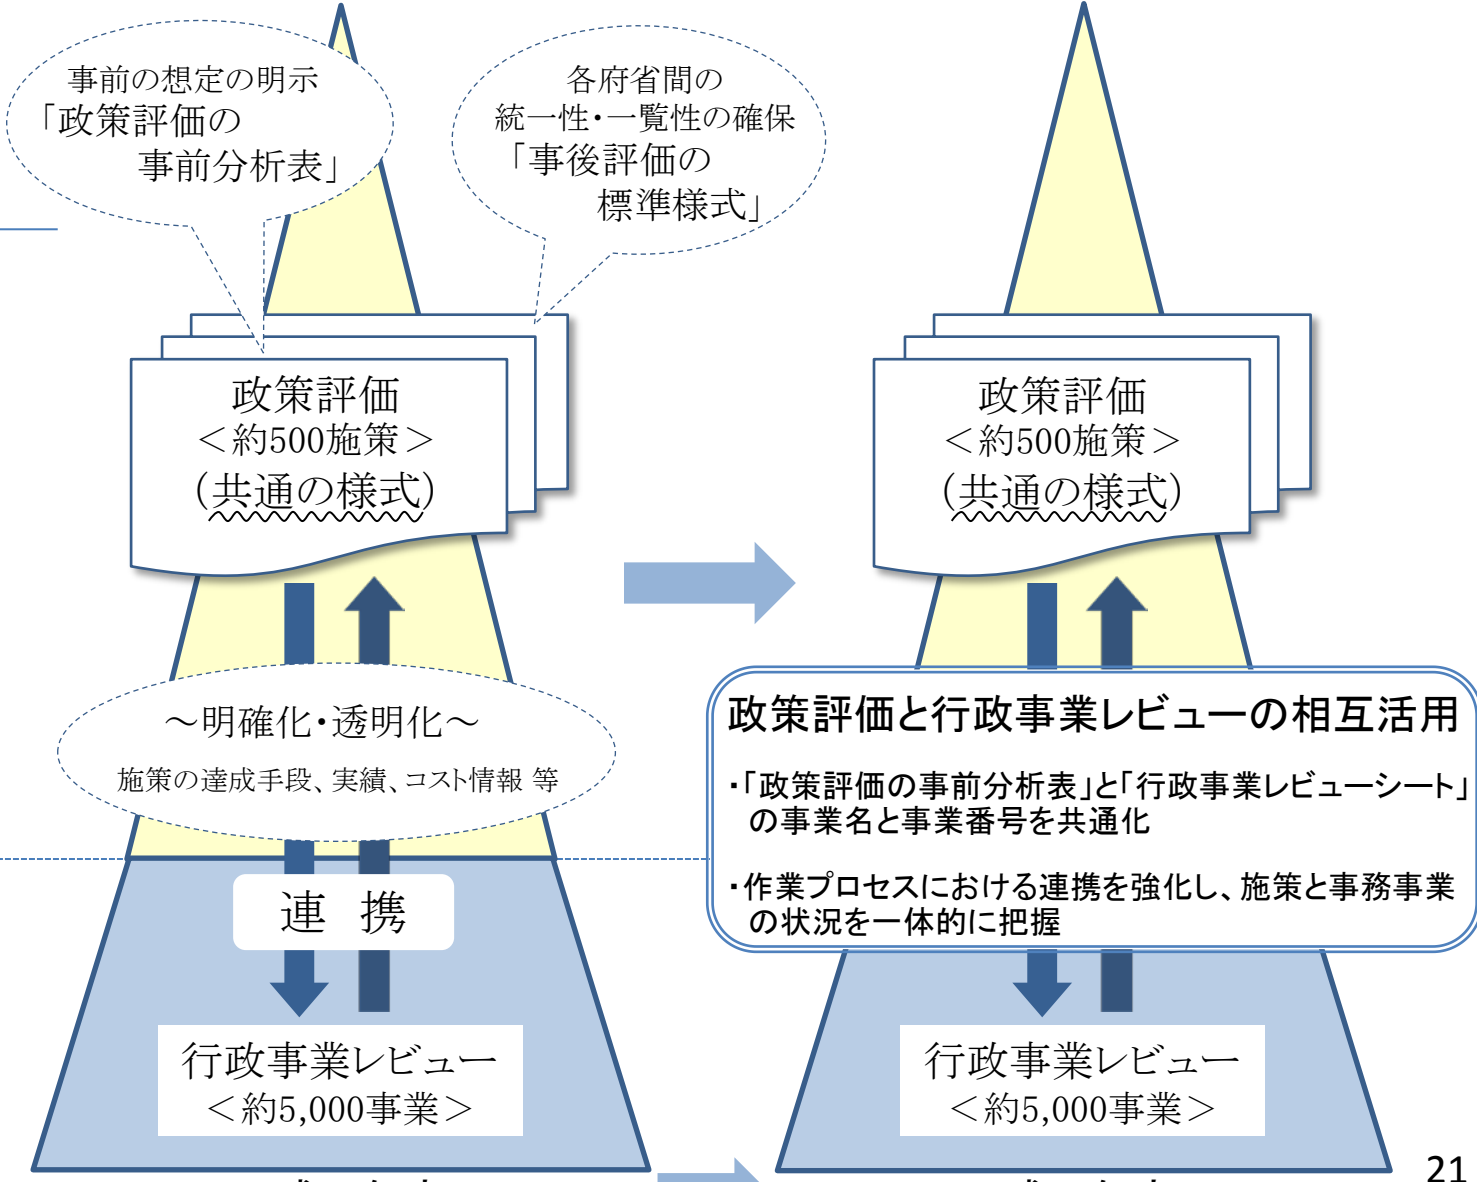 事前の想定の明示
「政策評価の
事前分析表」
各府省間の
統一性・一覧性の確保
「事後評価の
標準様式」
政策評価
＜約500施策＞
（共通の様式）
～明確化・透明化～
施策の達成手段、実績、コスト情報 等
連 携
行政事業レビュー
＜約5,000事業＞
政策評価
＜約500施策＞
（共通の様式）
政策評価と行政事業レビューの相互活用
・「政策評価の事前分析表」と「行政事業レビューシート」
の事業名と事業番号を共通化
・作業プロセスにおける連携を強化し、施策と事務事業
の状況を一体的に把握
行政事業レビュー
＜約5,000事業＞
21